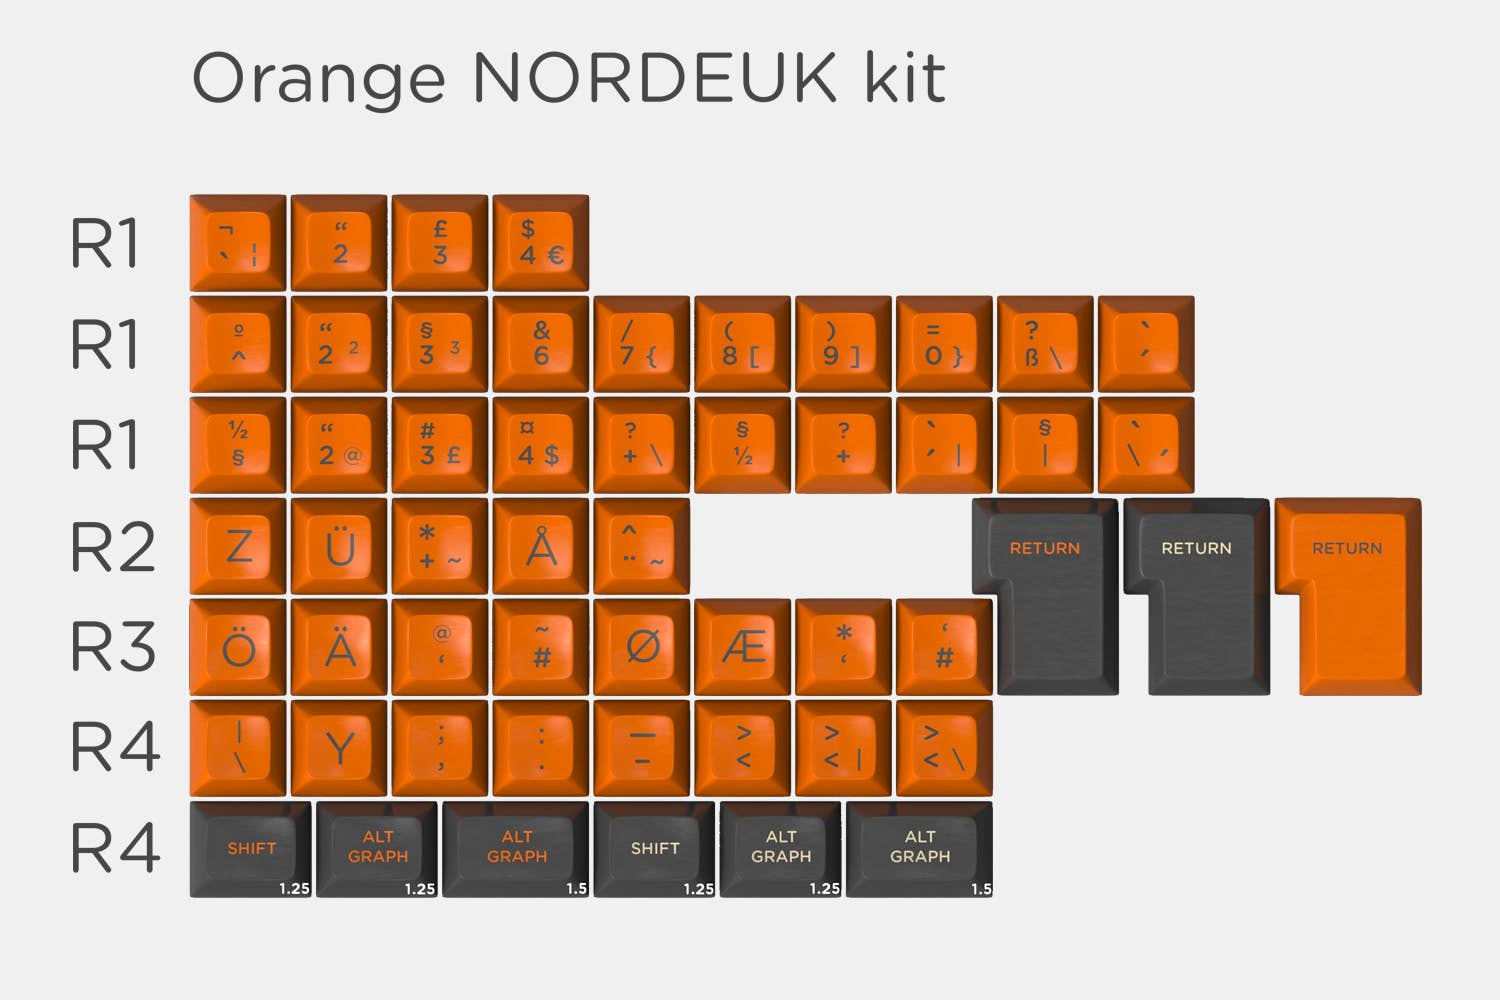 Orange NORDEUK kit
R1
¬ ` ¦
“ 2
£ 3
$ 4 €
R1
º ^
“ 2 ²
§ 3 ³
& 6
/ 7 {
( 8 [
) 9 ]
= 0 }
? ß \
` ´
R1
½ §
“ 2 @
# 3 £
¤ 4 $
? + \
§ ½
? +
` ´ |
§ |
` \ ´
R2
Z
Ü
* + ~
Å
^ ¨ ~
RETURN
RETURN
RETURN
R3
Ö
Ä
@ ‘
~ #
Ø
Æ
* ‘
‘ #
R4
| \
Y
; ,
: .
— –
> <
> < |
> < \
R4
SHIFT 1.25
ALT GRAPH 1.25
ALT GRAPH 1.5
SHIFT 1.25
ALT GRAPH 1.25
ALT GRAPH 1.5